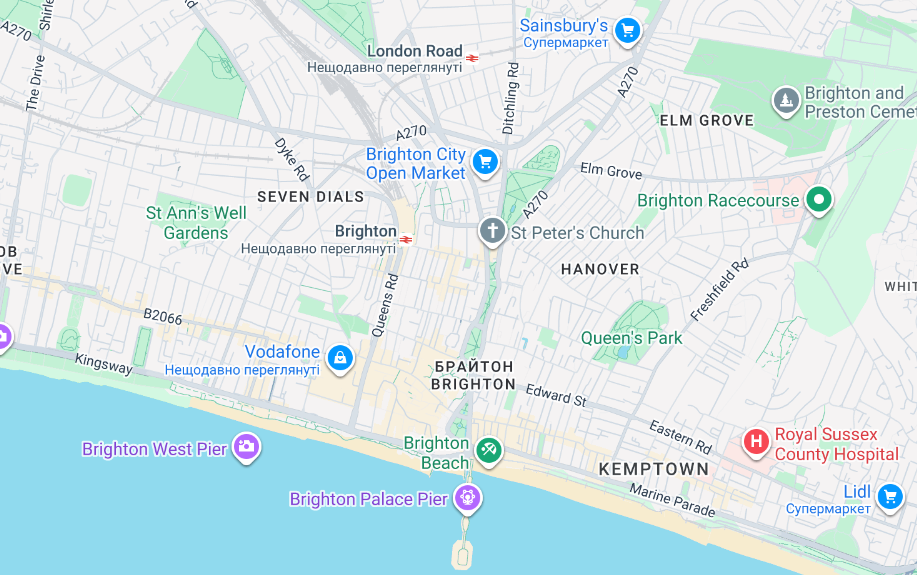 A270
Shirle
The Drive
London Road
Нещодавно переглянуті
Sainsbury's
Супермаркет
Ditchling Rd
A270
ELM GROVE
Brighton and
Preston Ceme
A270
Dyke Rd
Brighton City
Open Market
Elm Grove
SEVEN DIALS
A270
Brighton Racecourse
St Ann's Well
Gardens
Brighton
Нещодавно переглянуті
St Peter's Church
OB
VE
HANOVER
Freshfield Rd
WHIT
Queens Rd
B2066
Queen's Park
Vodafone
Нещодавно переглянуті
Kingsway
БРАЙТОН
BRIGHTON
Edward St
Eastern Rd
Royal Sussex
County Hospital
Brighton West Pier
Brighton
Beach
KEMPTOWN
Marine Parade
Lidl
Супермаркет
Brighton Palace Pier